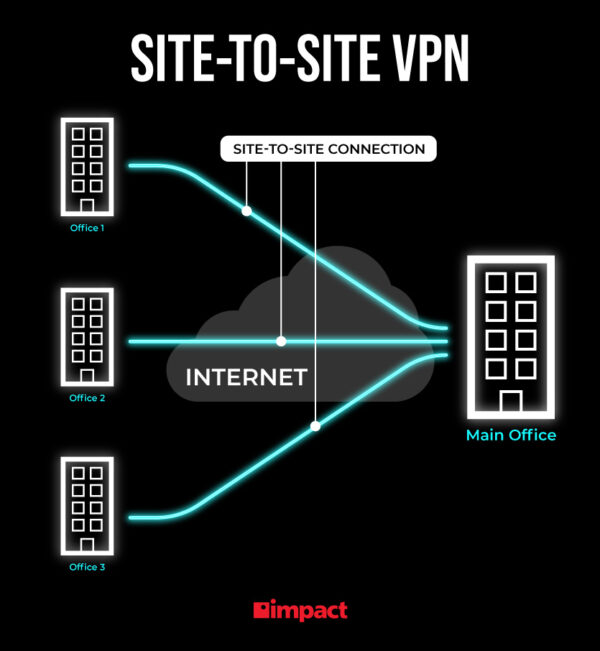 SITE-TO-SITE VPN
SITE-TO-SITE CONNECTION
Office 1
Office 2
INTERNET
Main Office
Office 3
impact